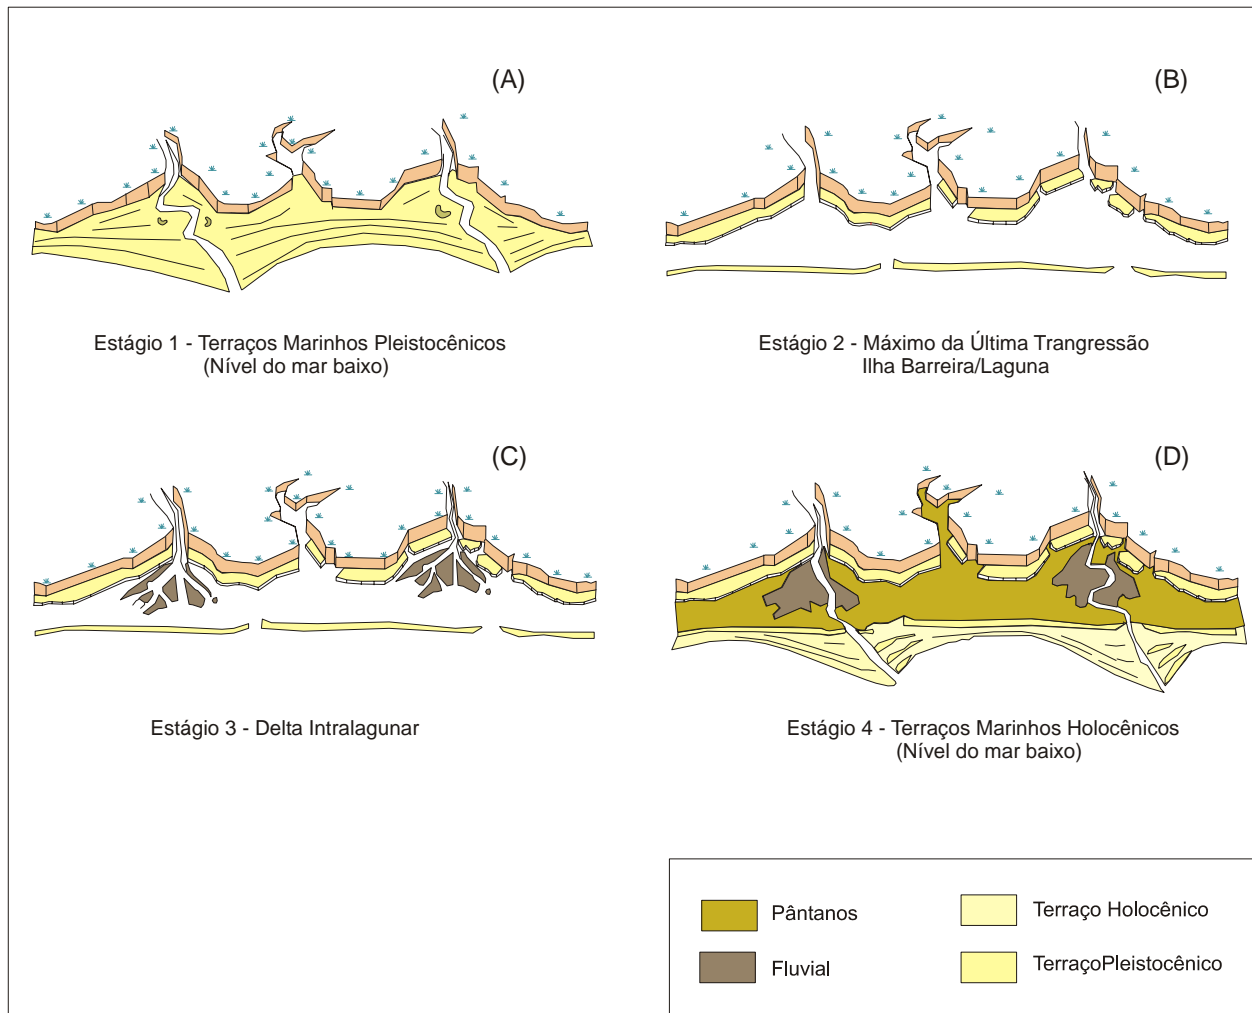 (A)
Estágio 1 - Terraços Marinhos Pleistocênicos
(Nível do mar baixo)
(B)
Estágio 2 - Máximo da Última Trangressão
Ilha Barreira/Laguna
(C)
Estágio 3 - Delta Intralagunar
(D)
Estágio 4 - Terraços Marinhos Holocênicos
(Nível do mar baixo)
Pântanos
Terraço Holocênico
Fluvial
TerraçoPleistocênico